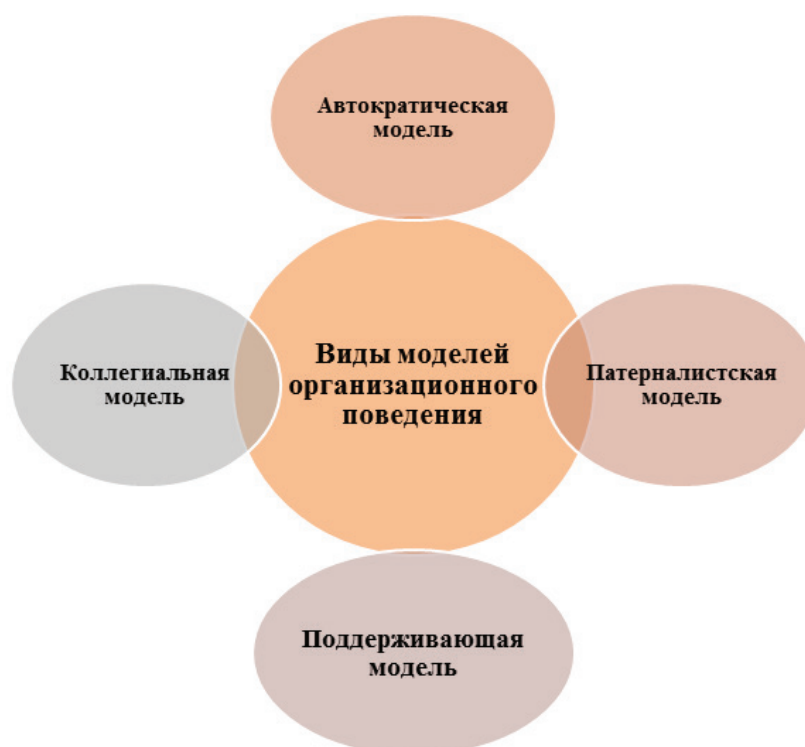 Автократическая
модель
Коллегиальная
модель
Виды моделей
организационного
поведения
Патерналистская
модель
Поддерживающая
модель